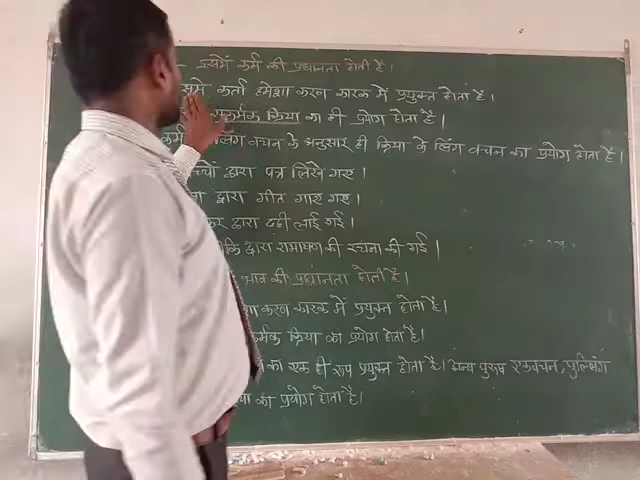 इसमें कर्म की प्रधानता होती है।
समे कर्ता हमेशा करण कारक में प्रयुक्त होता है।
सकर्मक क्रिया का ही प्रयोग होता है।
लिंग वचन के अनुसार ही क्रिया के लिंग वचन का प्रयोग होता है।
च्चों द्वारा पत्र लिखे गए।
द्वारा गीत गाए गए।
कर द्वारा दही लाई गई।
कि द्वारा रामायण की रचना की गई।
भाव की प्रधानता होती है।
करण कारक में प्रयुक्त होता है।
र्मक क्रिया का प्रयोग होता है।
का एक ही रूप प्रयुक्त होता है। अन्य पुरुष एकवचन, पुल्लिंग
का प्रयोग होता है।